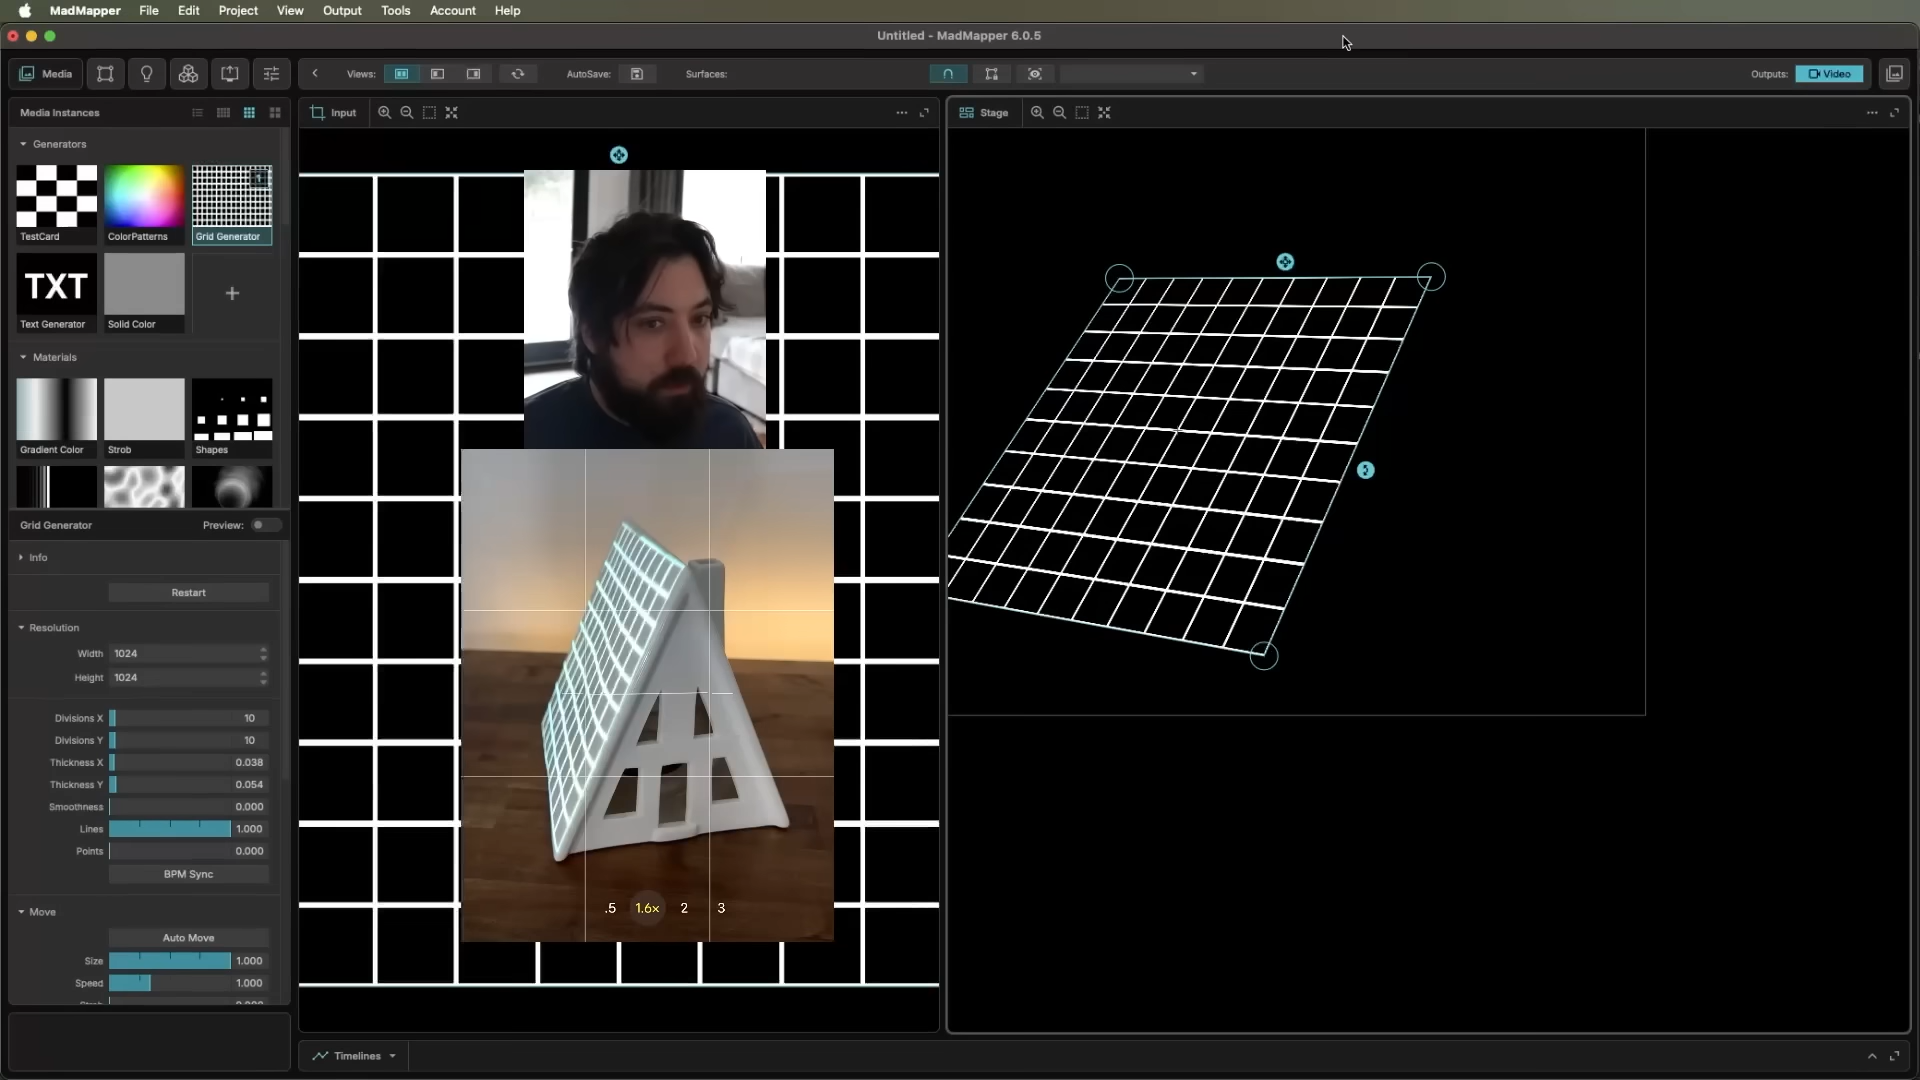 MadMapper File Edit Project View Output Tools Account Help
Untitled - MadMapper 6.0.5
Media
Views:
AutoSave:
Surfaces:
Outputs:
Video
Media Instances
Input
Stage
Generators
TestCard
ColorPatterns
Grid Generator
1
TXT
Text Generator
Solid Color
+
Materials
Gradient Color
Strob
Shapes
Grid Generator
Preview:
Info
Restart
Resolution
Width 1024
Height 1024
Divisions X 10
Divisions Y 10
Thickness X 0.038
Thickness Y 0.054
Smoothness 0.000
Lines 1.000
Points 0.000
BPM Sync
Move
Auto Move
Size 1.000
Speed 1.000
.5 1.6× 2 3
Timelines